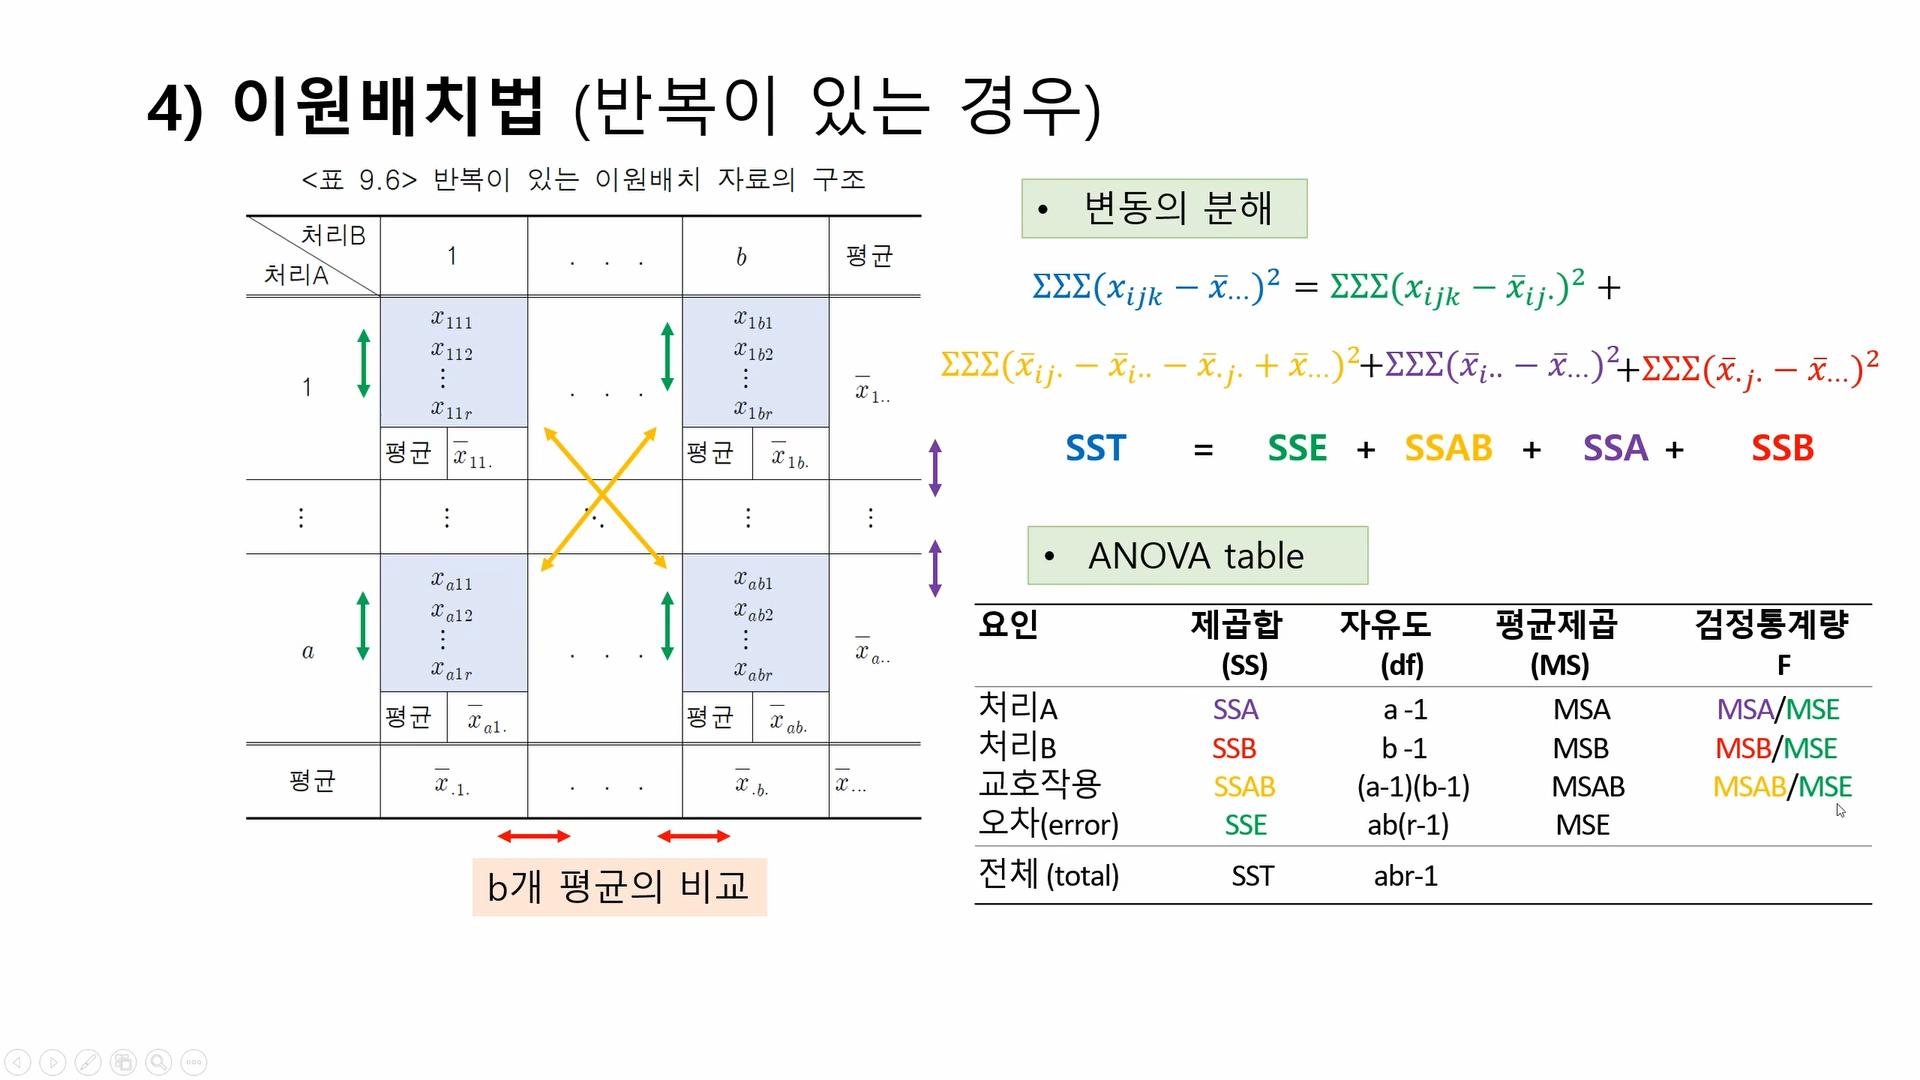 4) 이원배치법 (반복이 있는 경우)
<표 9.6> 반복이 있는 이원배치 자료의 구조
처리B
처리A
1 . . . b 평균
1
x111
x112
⋮
x11r
평균 x̄11.
. . .
x1b1
x1b2
⋮
x1br
평균 x̄1b.
x̄1..
⋮ ⋮ ⋱ ⋮ ⋮
a
xa11
xa12
⋮
xa1r
평균 x̄a1.
. . .
xab1
xab2
⋮
xabr
평균 x̄ab.
x̄a..
평균 x̄.1. . . . x̄.b. x̄...
b개 평균의 비교
• 변동의 분해
ΣΣΣ(xijk − x̄...)² = ΣΣΣ(xijk − x̄ij.)² +
ΣΣΣ(x̄ij. − x̄i.. − x̄.j. + x̄...)²+ΣΣΣ(x̄i.. − x̄...)²+ΣΣΣ(x̄.j. − x̄...)²
SST = SSE + SSAB + SSA + SSB
• ANOVA table
요인 제곱합 자유도 평균제곱 검정통계량
(SS) (df) (MS) F
처리A SSA a -1 MSA MSA/MSE
처리B SSB b -1 MSB MSB/MSE
교호작용 SSAB (a-1)(b-1) MSAB MSAB/MSE
오차(error) SSE ab(r-1) MSE
전체 (total) SST abr-1